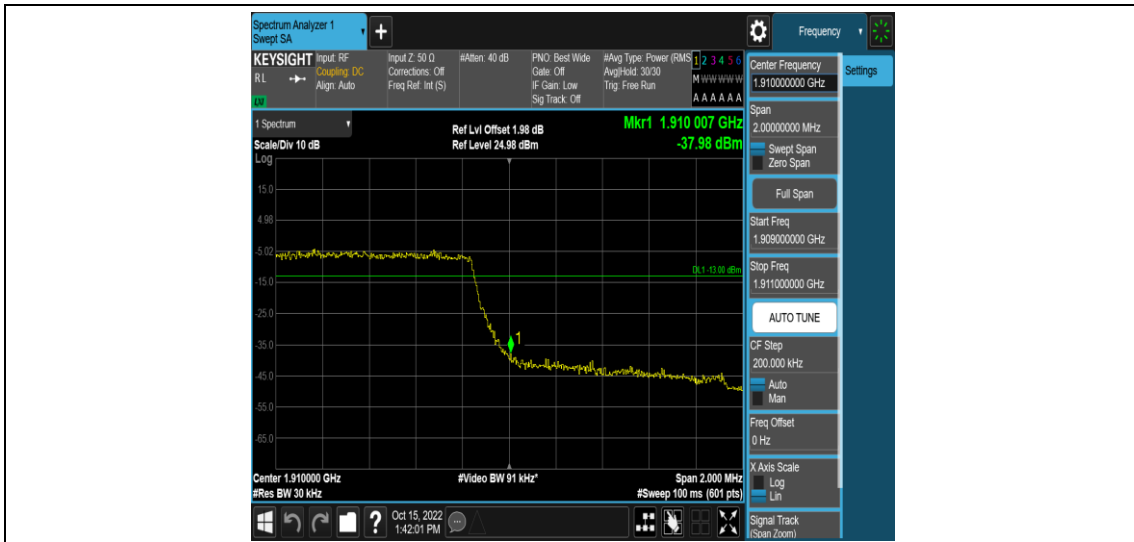 Spectrum Analyzer 1
Swept SA
+
Frequency
KEYSIGHT
RL
LXI
Input: RF
Coupling: DC
Align: Auto
Input Z: 50 Ω
Corrections: Off
Freq Ref: Int (S)
#Atten: 40 dB
PNO: Best Wide
Gate: Off
IF Gain: Low
Sig Track: Off
#Avg Type: Power (RMS
Avg|Hold: 30/30
Trig: Free Run
1 2 3 4 5 6
M W W W W W
A A A A A A
1 Spectrum
Scale/Div 10 dB
Ref Lvl Offset 1.98 dB
Ref Level 24.98 dBm
Mkr1 1.910 007 GHz
-37.98 dBm
Log
15.0
4.98
-5.02
-15.0
-25.0
-35.0
-45.0
-55.0
-65.0
DL1 -13.00 dBm
1
Center 1.910000 GHz
#Res BW 30 kHz
#Video BW 91 kHz*
Span 2.000 MHz
#Sweep 100 ms (601 pts)
?
Oct 15, 2022
1:42:01 PM
Center Frequency
1.910000000 GHz
Settings
Span
2.00000000 MHz
Swept Span
Zero Span
Full Span
Start Freq
1.909000000 GHz
Stop Freq
1.911000000 GHz
AUTO TUNE
CF Step
200.000 kHz
Auto
Man
Freq Offset
0 Hz
X Axis Scale
Log
Lin
Signal Track
(Span Zoom)